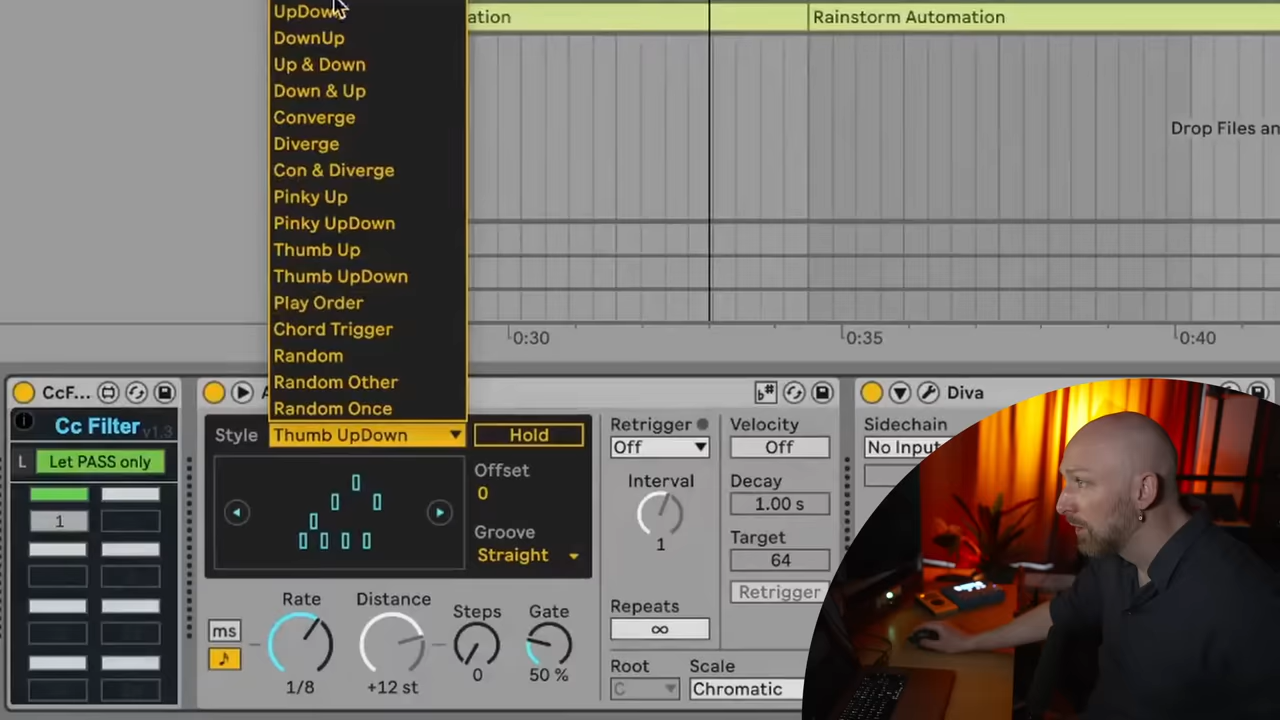 UpDown
DownUp
Up & Down
Down & Up
Converge
Diverge
Con & Diverge
Pinky Up
Pinky UpDown
Thumb Up
Thumb UpDown
Play Order
Chord Trigger
Random
Random Other
Random Once
ation
Rainstorm Automation
Drop Files an
0:30
0:35
0:40
CcF...
Cc Filter v1.3
L Let PASS only
1
Style Thumb UpDown
Hold
Offset
0
Groove
Straight
Rate
1/8
Distance
+12 st
Steps
0
Gate
50 %
ms
Retrigger
Off
Interval
1
Repeats
∞
Root
C
Scale
Chromatic
Velocity
Off
Decay
1.00 s
Target
64
Retrigger
Diva
Sidechain
No Input